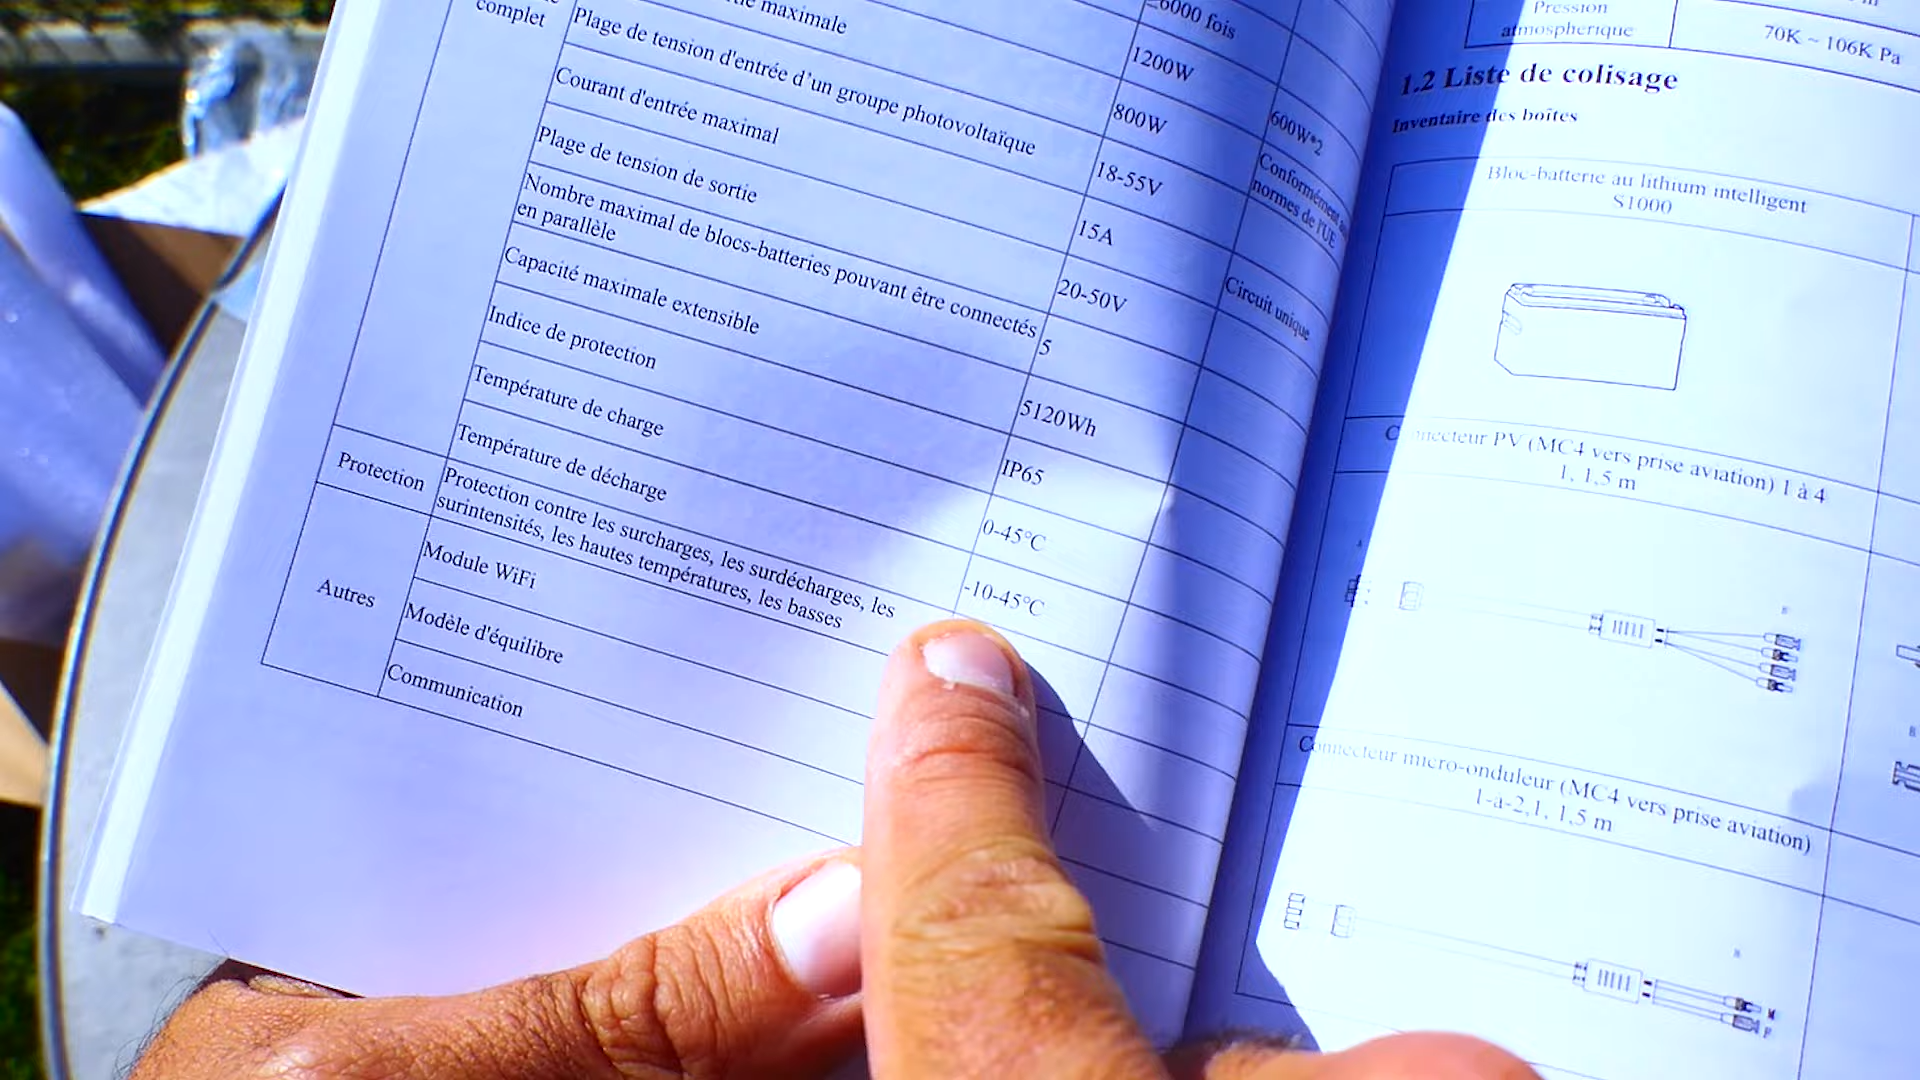 complet
6000 fois
1200W
600W*2
maximale
800W
Conformément
normes de l'UE
Plage de tension d'entrée d'un groupe photovoltaïque
18-55V
Courant d'entrée maximal
15A
Circuit unique
Plage de tension de sortie
20-50V
Nombre maximal de blocs-batteries pouvant être connectés
en parallèle
5
Capacité maximale extensible
5120Wh
Indice de protection
IP65
Température de charge
0-45°C
Température de décharge
-10-45°C
Protection
Protection contre les surcharges, les surdécharges, les
surintensités, les hautes températures, les basses
Autres
Module WiFi
Modèle d'équilibre
Communication
Pression
atmosphérique
70K ~ 106K Pa
1.2 Liste de colisage
Inventaire des boîtes
Bloc-batterie au lithium intelligent
S1000
Connecteur PV (MC4 vers prise aviation) 1 à 4
1, 1,5 m
Connecteur micro-onduleur (MC4 vers prise aviation)
1-à-2,1, 1,5 m